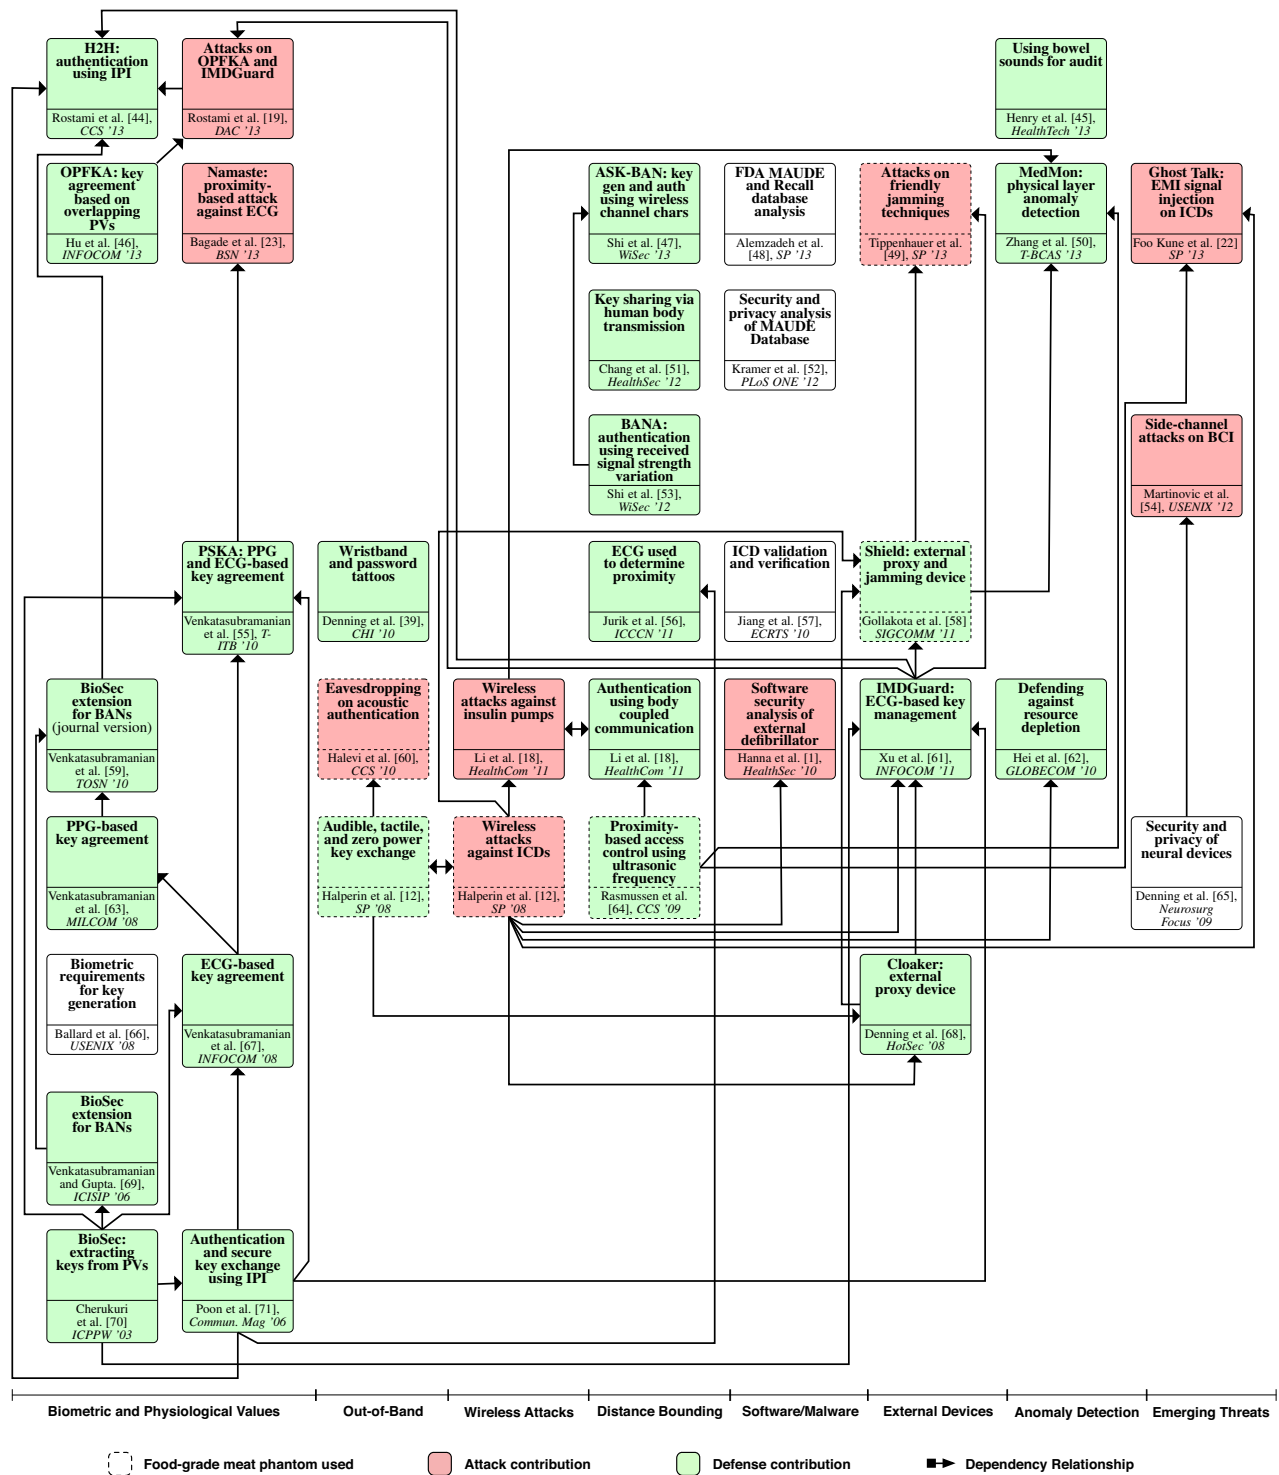 H2H:
authentication
using IPI
Rostami et al. [44],
CCS '13
Attacks on
OPFKA and
IMDGuard
Rostami et al. [19],
DAC '13
Using bowel
sounds for audit
Henry et al. [45],
HealthTech '13
OPFKA: key
agreement
based on
overlapping
PVs
Hu et al. [46],
INFOCOM '13
Namaste:
proximity-
based attack
against ECG
Bagade et al. [23],
BSN '13
ASK-BAN: key
gen and auth
using wireless
channel chars
Shi et al. [47],
WiSec '13
FDA MAUDE
and Recall
database
analysis
Alemzadeh et al.
[48], SP '13
Attacks on
friendly
jamming
techniques
Tippenhauer et al.
[49], SP '13
MedMon:
physical layer
anomaly
detection
Zhang et al. [50],
T-BCAS '13
Ghost Talk:
EMI signal
injection
on ICDs
Foo Kune et al. [22]
SP '13
Key sharing via
human body
transmission
Chang et al. [51],
HealthSec '12
Security and
privacy analysis
of MAUDE
Database
Kramer et al. [52],
PLoS ONE '12
BANA:
authentication
using received
signal strength
variation
Shi et al. [53],
WiSec '12
Side-channel
attacks on BCI
Martinovic et al.
[54], USENIX '12
PSKA: PPG
and ECG-based
key agreement
Venkatasubramanian
et al. [55], T-
ITB '10
Wristband
and password
tattoos
Denning et al. [39],
CHI '10
ECG used
to determine
proximity
Jurik et al. [56],
ICCCN '11
ICD validation
and verification
Jiang et al. [57],
ECRTS '10
Shield: external
proxy and
jamming device
Gollakota et al. [58]
SIGCOMM '11
BioSec
extension
for BANs
(journal version)
Venkatasubramanian
et al. [59],
TOSN '10
Eavesdropping
on acoustic
authentication
Halevi et al. [60],
CCS '10
Wireless
attacks against
insulin pumps
Li et al. [18],
HealthCom '11
Authentication
using body
coupled
communication
Li et al. [18],
HealthCom '11
Software
security
analysis of
external
defibrillator
Hanna et al. [1],
HealthSec '10
IMDGuard:
ECG-based key
management
Xu et al. [61],
INFOCOM '11
Defending
against
resource
depletion
Hei et al. [62],
GLOBECOM '10
PPG-based
key agreement
Venkatasubramanian
et al. [63],
MILCOM '08
Audible, tactile,
and zero power
key exchange
Halperin et al. [12],
SP '08
Wireless
attacks
against ICDs
Halperin et al. [12],
SP '08
Proximity-
based access
control using
ultrasonic
frequency
Rasmussen et al.
[64], CCS '09
Security and
privacy of
neural devices
Denning et al. [65],
Neurosurg
Focus '09
Biometric
requirements
for key
generation
Ballard et al. [66],
USENIX '08
ECG-based
key agreement
Venkatasubramanian
et al. [67],
INFOCOM '08
Cloaker:
external
proxy device
Denning et al. [68],
HotSec '08
BioSec
extension
for BANs
Venkatasubramanian
and Gupta. [69],
ICISIP '06
BioSec:
extracting
keys from PVs
Cherukuri
et al. [70]
ICPPW '03
Authentication
and secure
key exchange
using IPI
Poon et al. [71],
Commun. Mag '06
Biometric and Physiological Values
Out-of-Band
Wireless Attacks
Distance Bounding
Software/Malware
External Devices
Anomaly Detection
Emerging Threats
Food-grade meat phantom used
Attack contribution
Defense contribution
Dependency Relationship